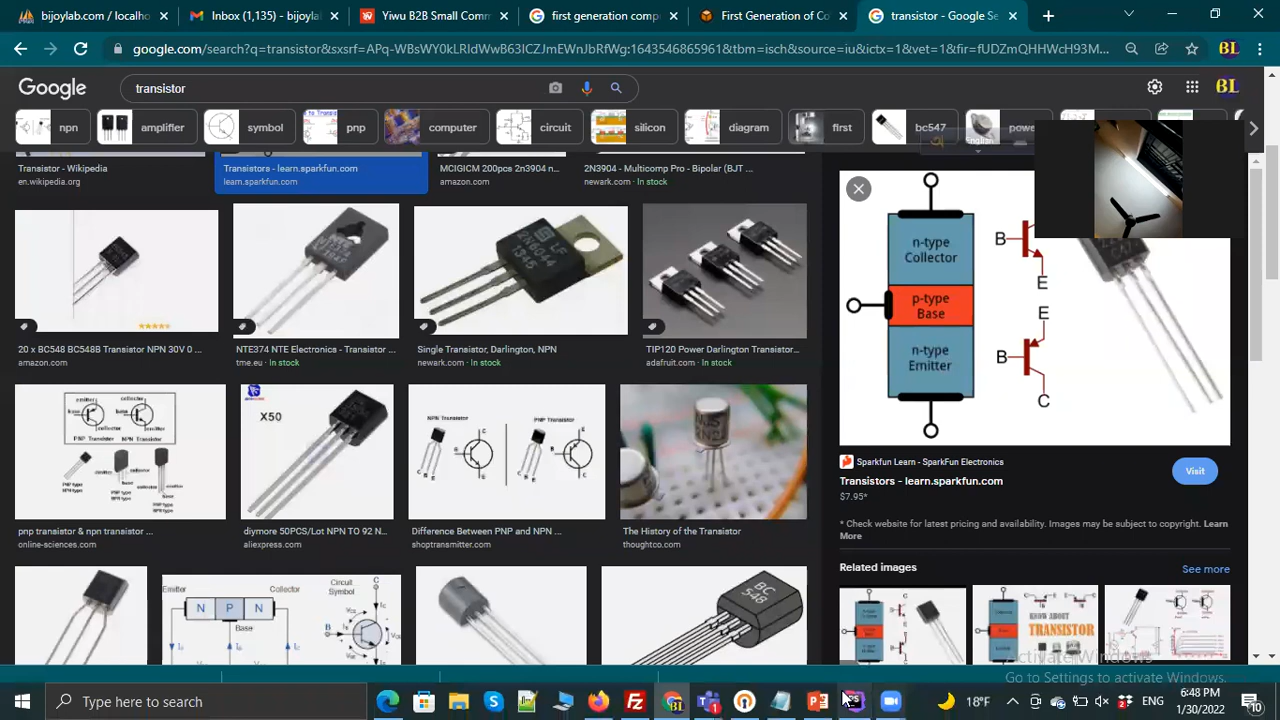 bijoylab.com / localho
Inbox (1,135) - bijoylab.
Yiwu B2B Small Comm
first generation comp
First Generation of Co
transistor - Google Se
google.com/search?q=transistor&sxsrf=APq-WBsWY0kLRIdWwB63ICZJmEWnJbRfWg:1643546865961&tbm=isch&source=iu&ictx=1&vet=1&fir=fUDZmQHHWcH93M...
Google
transistor
npn
amplifier
symbol
pnp
computer
circuit
silicon
diagram
first
bc547
powe
English
Transistor - Wikipedia
en.wikipedia.org
Transistors - learn.sparkfun.com
learn.sparkfun.com
MCIGICM 200pcs 2n3904 n...
amazon.com
2N3904 - Multicomp Pro - Bipolar (BJT ...
newark.com · In stock
20 x BC548 BC548B Transistor NPN 30V 0 ...
amazon.com
NTE374 NTE Electronics - Transistor ...
tme.eu · In stock
Single Transistor, Darlington, NPN
newark.com · In stock
TIP120 Power Darlington Transistor...
adafruit.com · In stock
n-type
Collector
p-type
Base
n-type
Emitter
B
E
E
B
C
Sparkfun Learn - SparkFun Electronics
Visit
Transistors - learn.sparkfun.com
$7.95*
* Check website for latest pricing and availability. Images may be subject to copyright. Learn
More
Related images
See more
X50
NPN Transistor
PNP Transistor
pnp transistor & npn transistor ...
online-sciences.com
diymore 50PCS/Lot NPN TO 92 N...
aliexpress.com
Difference Between PNP and NPN ...
shoptransmitter.com
The History of the Transistor
thoughtco.com
Emitter
Collector
N
P
N
Base
Circuit
Symbol
BC
548
KNOW ABOUT
TRANSISTOR
Activate Windows
Go to Settings to activate Windows.
Type here to search
18°F
ENG
6:48 PM
1/30/2022